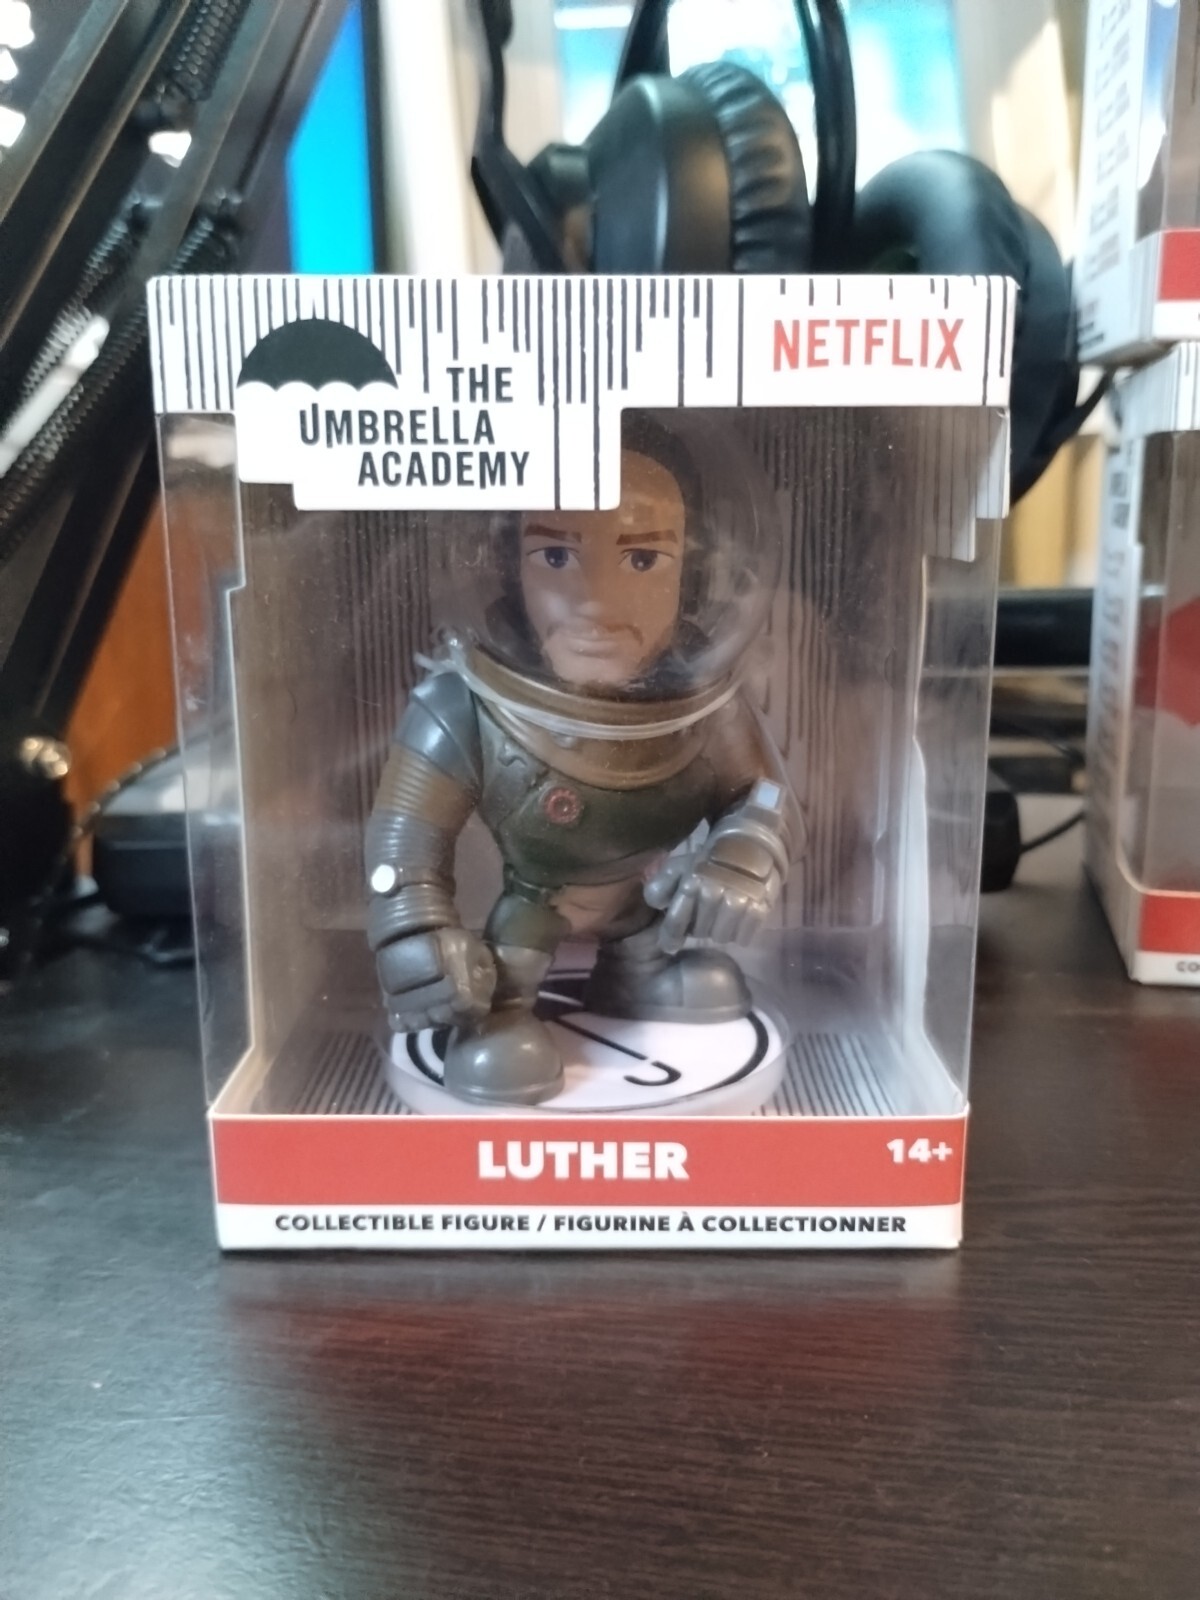 THE
UMBRELLA
ACADEMY
NETFLIX
LUTHER
14+
COLLECTIBLE FIGURE / FIGURINE À COLLECTIONNER